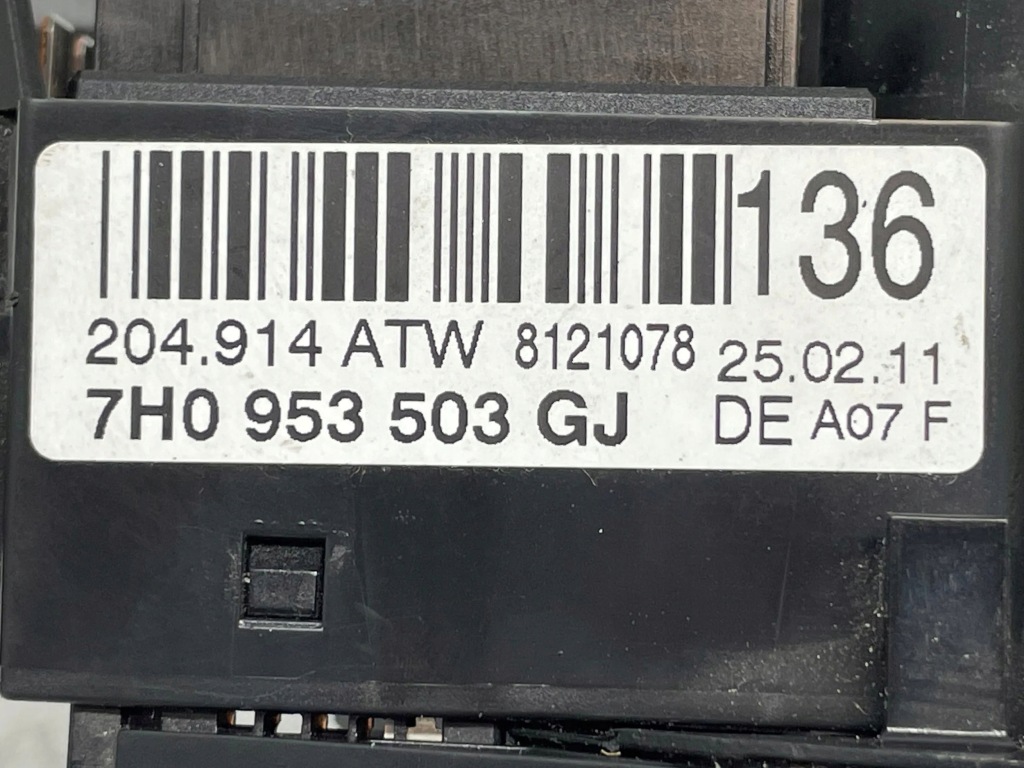 136
204.914 ATW 8121078 25.02.11
7H0 953 503 GJ DE A07 F